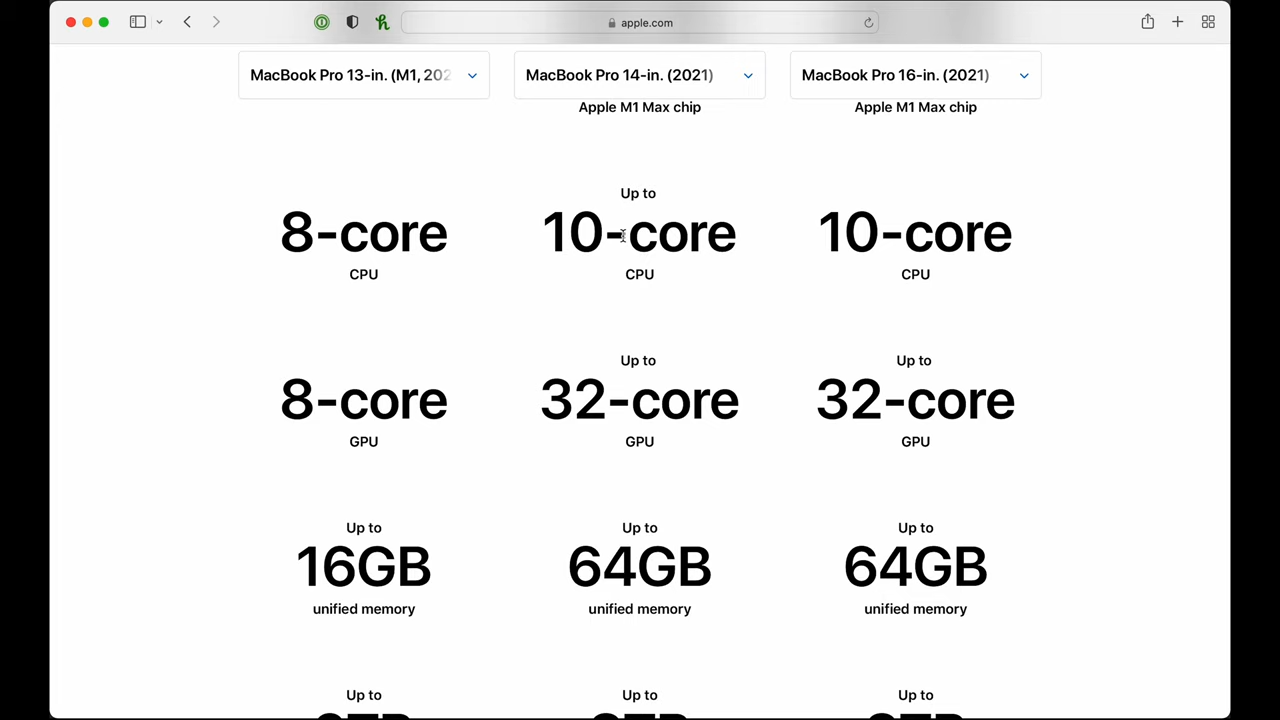 apple.com
MacBook Pro 13-in. (M1, 202
MacBook Pro 14-in. (2021)
MacBook Pro 16-in. (2021)
Apple M1 Max chip
Apple M1 Max chip
8-core
CPU
Up to
10-core
CPU
10-core
CPU
8-core
GPU
Up to
32-core
GPU
Up to
32-core
GPU
Up to
16GB
unified memory
Up to
64GB
unified memory
Up to
64GB
unified memory
Up to
Up to
Up to